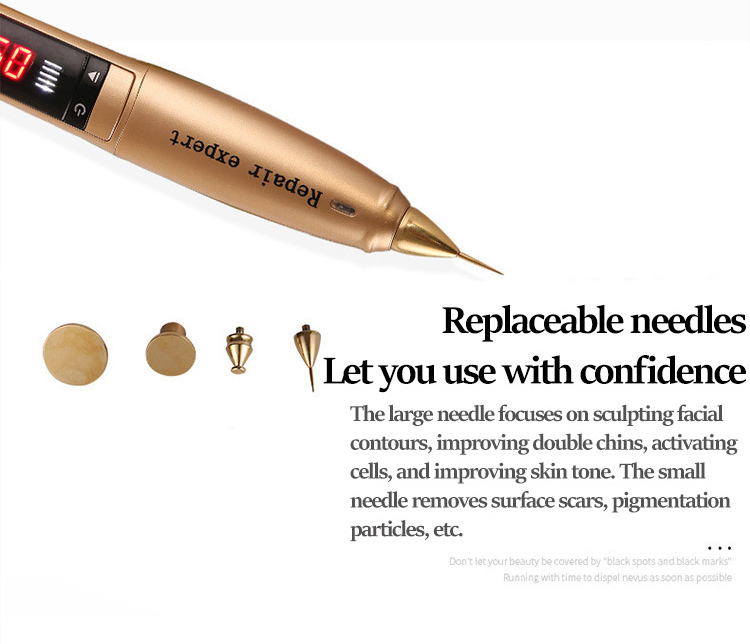 60
Repair expert
Replaceable needles
Let you use with confidence
The large needle focuses on sculpting facial
contours, improving double chins, activating
cells, and improving skin tone. The small
needle removes surface scars, pigmentation
particles, etc.
...
Don't let your beauty be covered by "black spots and black marks"
Running with time to dispel nevus as soon as possible